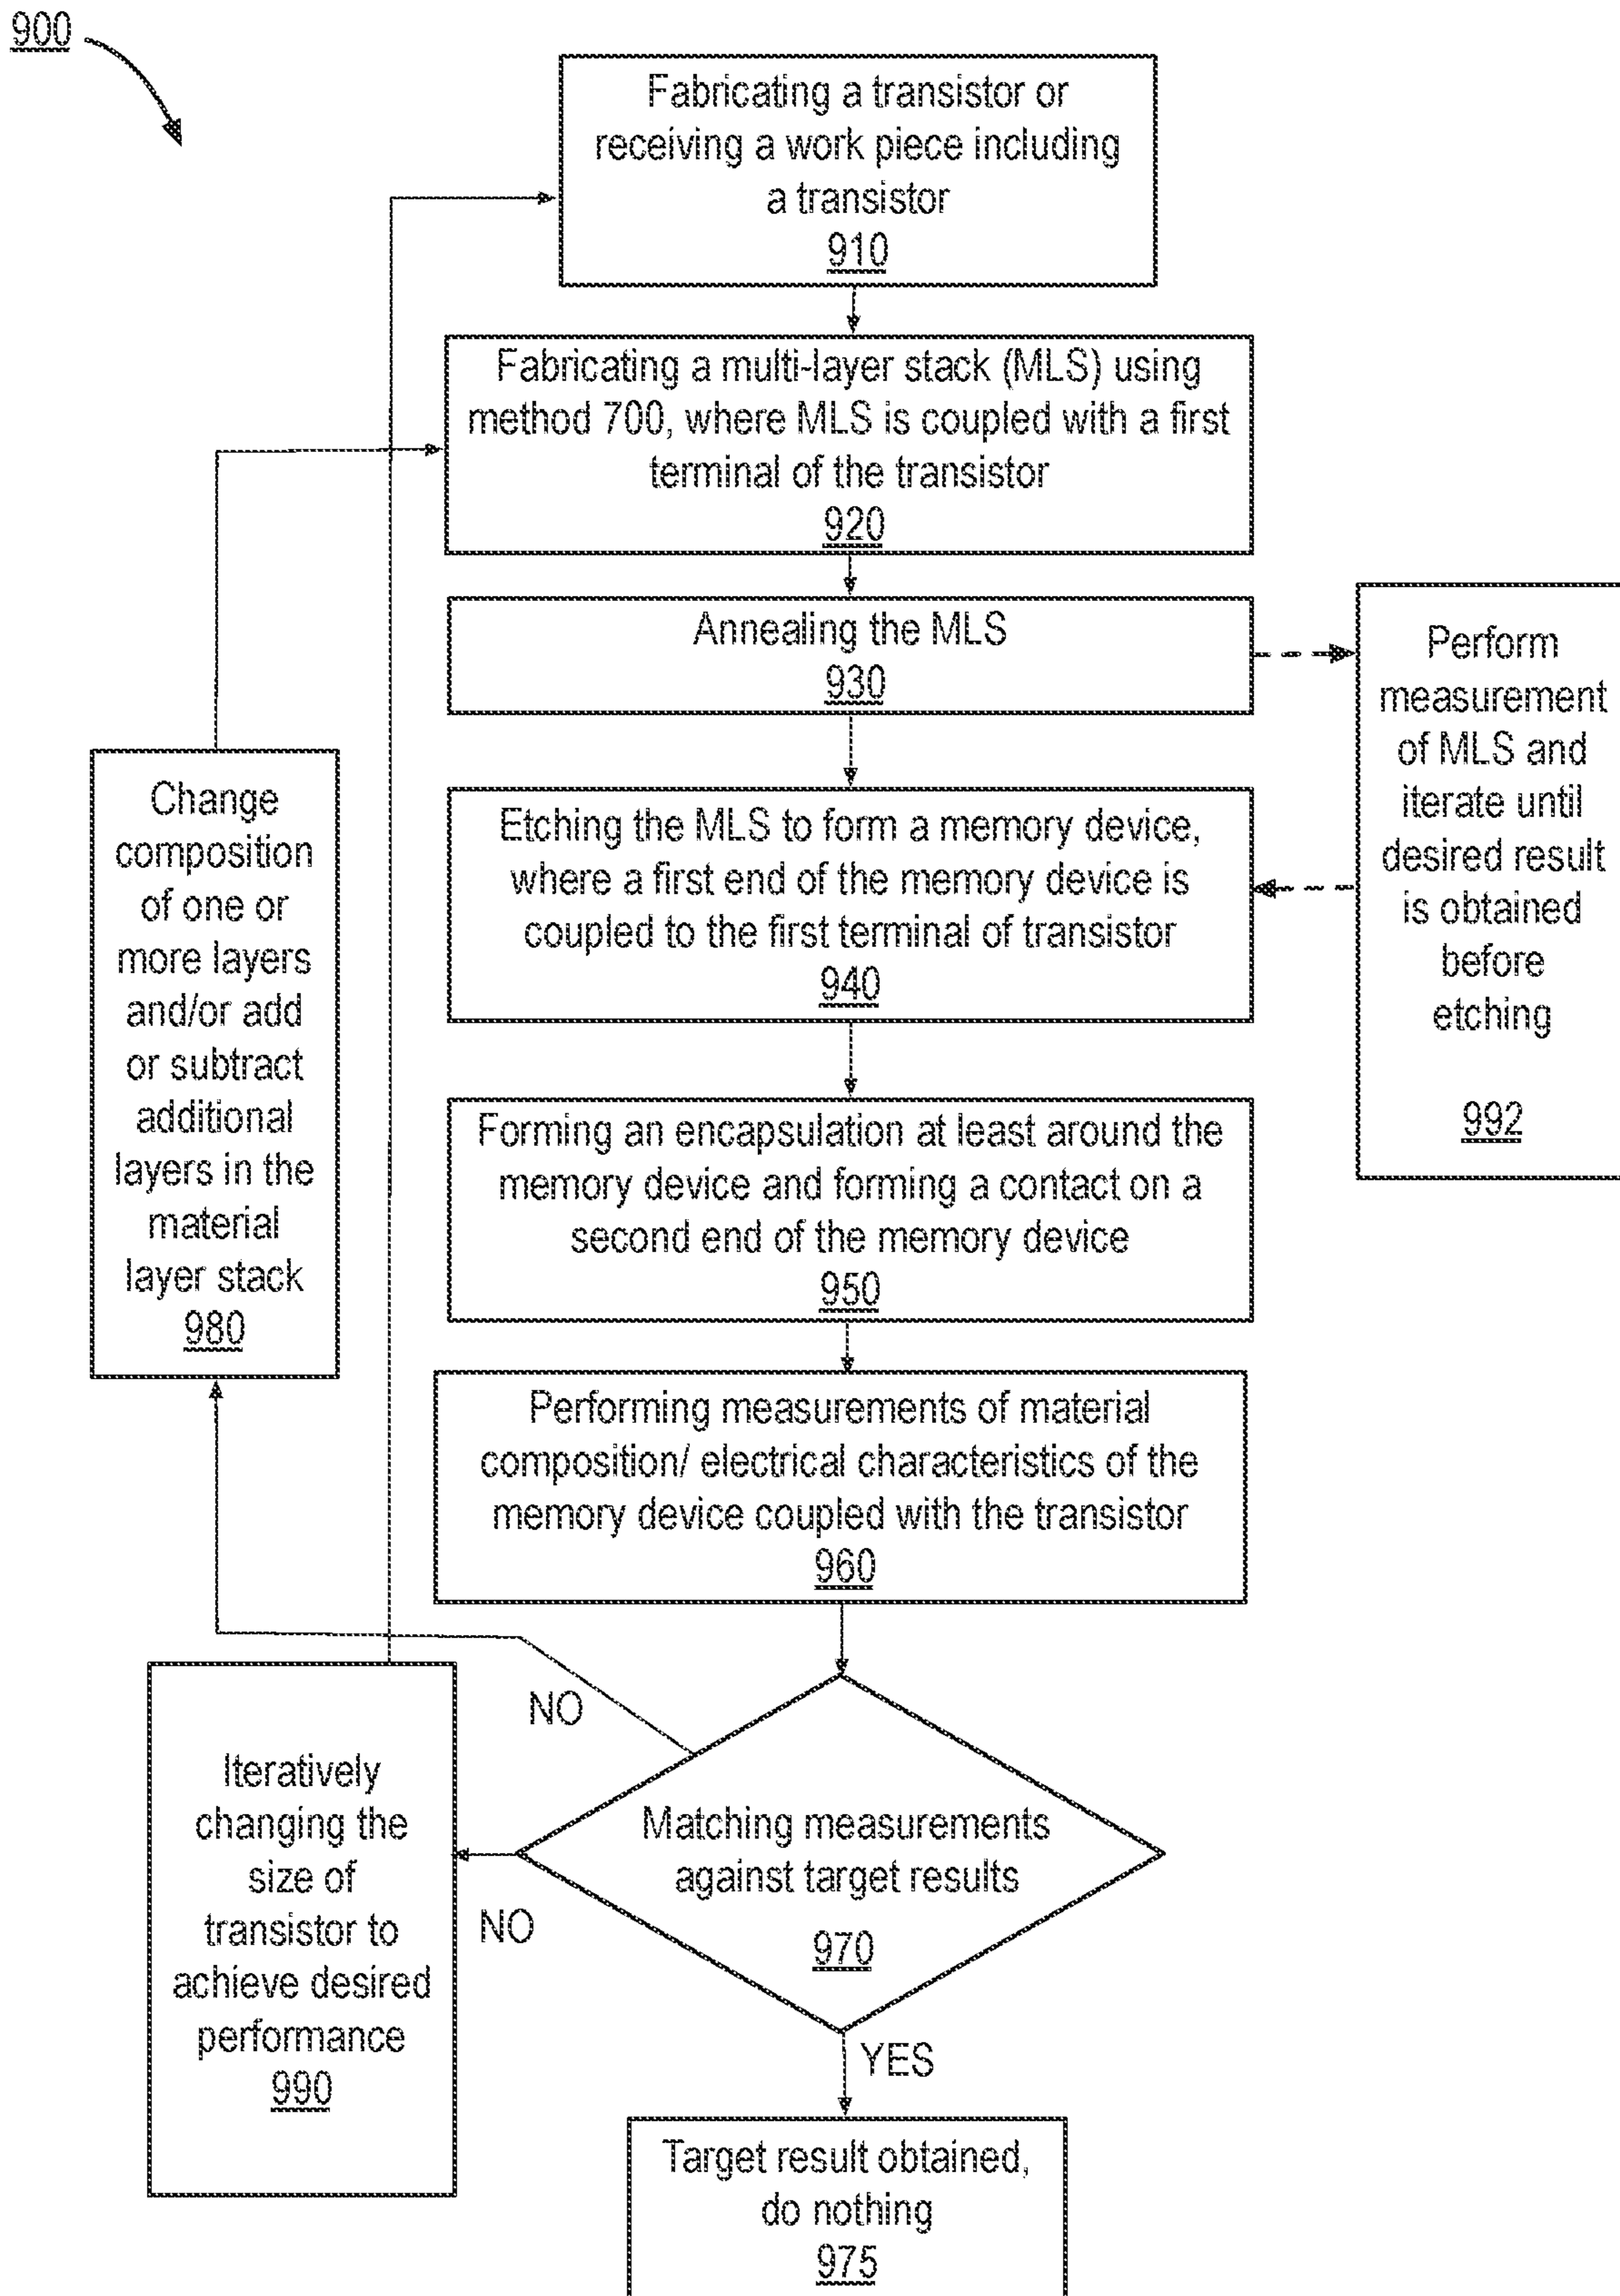 900
Fabricating a transistor or
receiving a work piece including
a transistor
910
Fabricating a multi-layer stack (MLS) using
method 700, where MLS is coupled with a first
terminal of the transistor
920
Annealing the MLS
930
Perform
measurement
of MLS and
iterate until
desired result
is obtained
before
etching
992
Change
composition
of one or
more layers
and/or add
or subtract
additional
layers in the
material
layer stack
980
Etching the MLS to form a memory device,
where a first end of the memory device is
coupled to the first terminal of transistor
940
Forming an encapsulation at least around the
memory device and forming a contact on a
second end of the memory device
950
Performing measurements of material
composition/ electrical characteristics of the
memory device coupled with the transistor
960
NO
Iteratively
changing the
size of
transistor to
achieve desired
performance
990
NO
Matching measurements
against target results
970
YES
Target result obtained,
do nothing
975